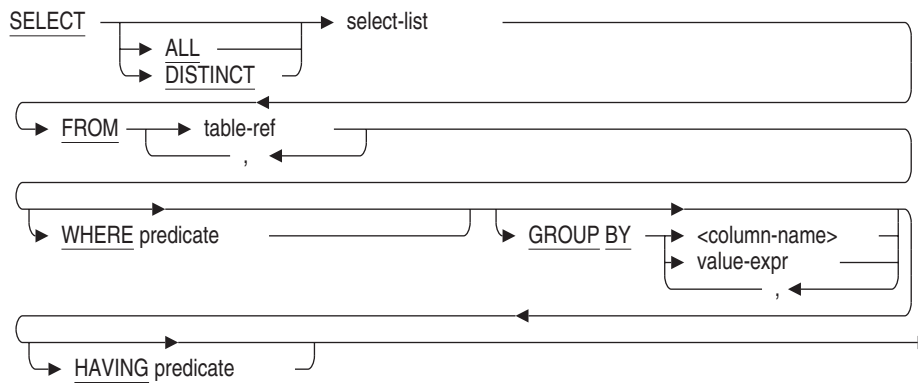 SELECT select-list
ALL
DISTINCT
FROM table-ref
,
WHERE predicate GROUP BY <column-name>
value-expr
,
HAVING predicate